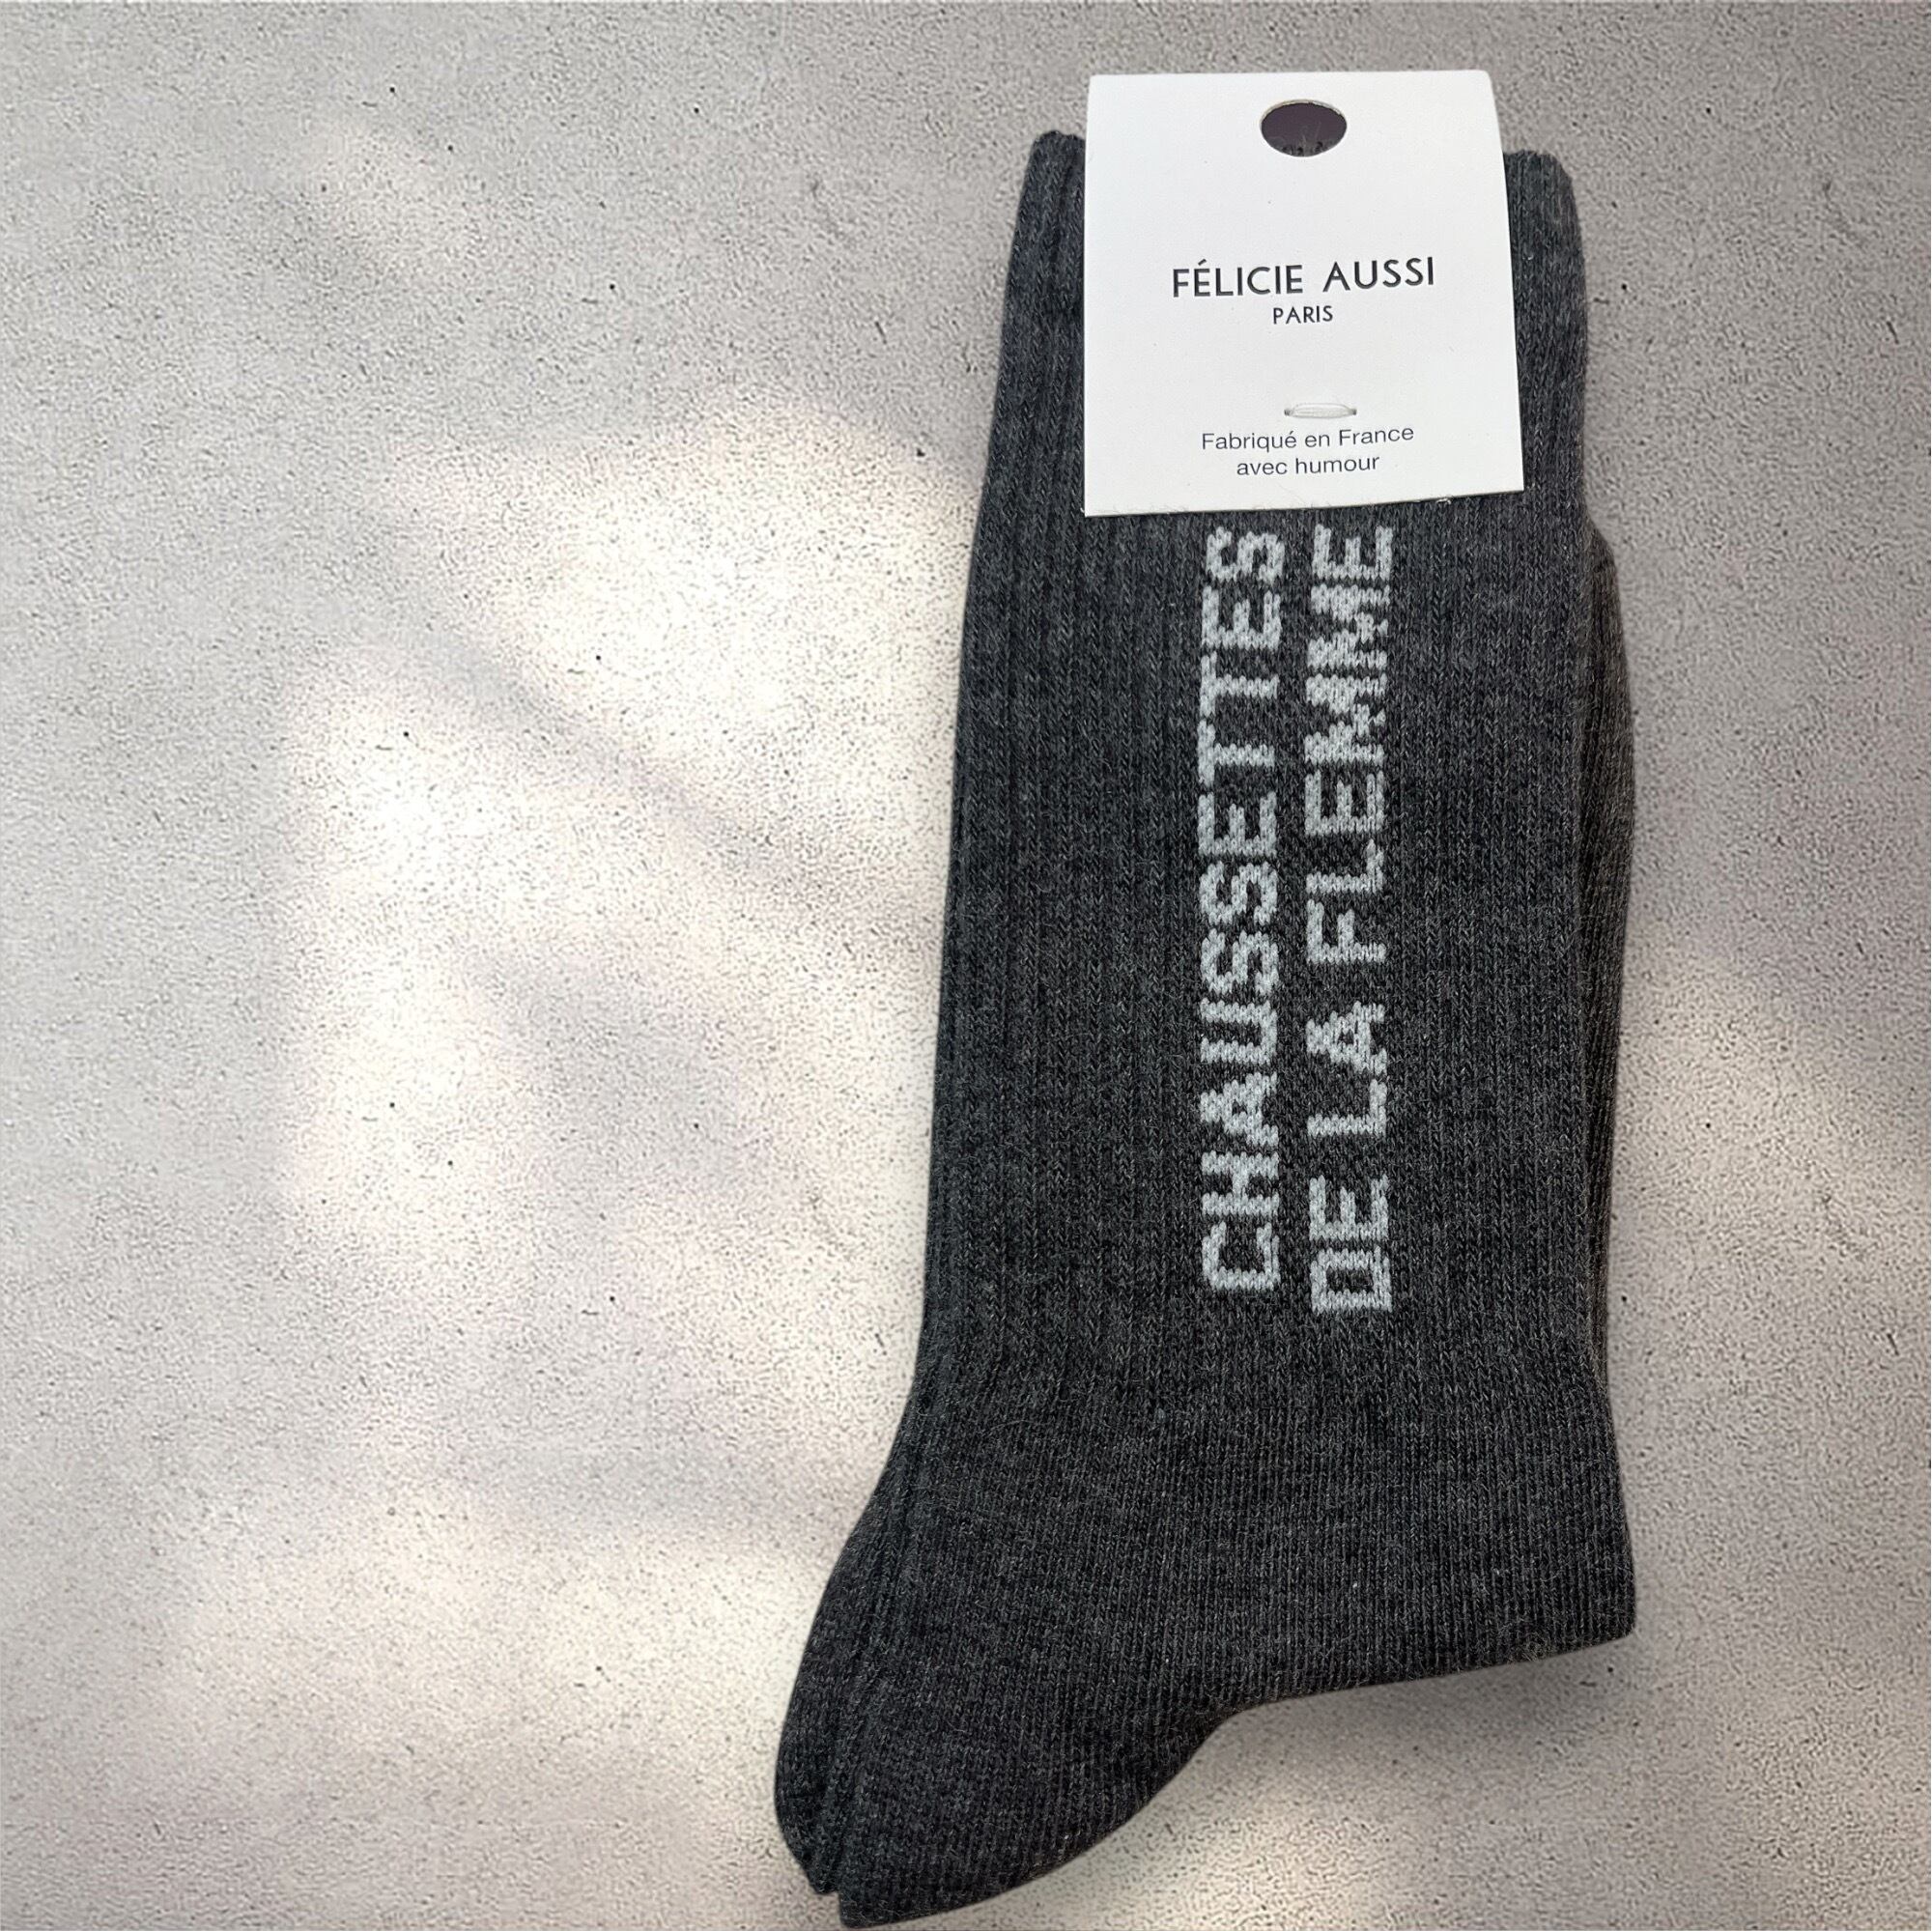 FÉLICIE AUSSI
PARIS
Fabriqué en France
avec humour
CHAUSSETTES
DE LA FLEMME